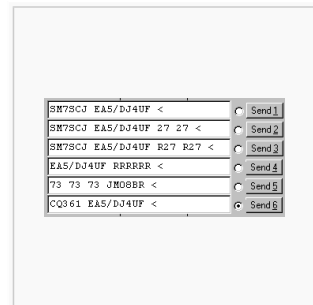 SM7SCJ EA5/DJ4UF < Send 1
SM7SCJ EA5/DJ4UF 27 27 < Send 2
SM7SCJ EA5/DJ4UF R27 R27 < Send 3
EA5/DJ4UF RRRRRR < Send 4
73 73 73 JM08BR < Send 5
CQ361 EA5/DJ4UF < Send 6